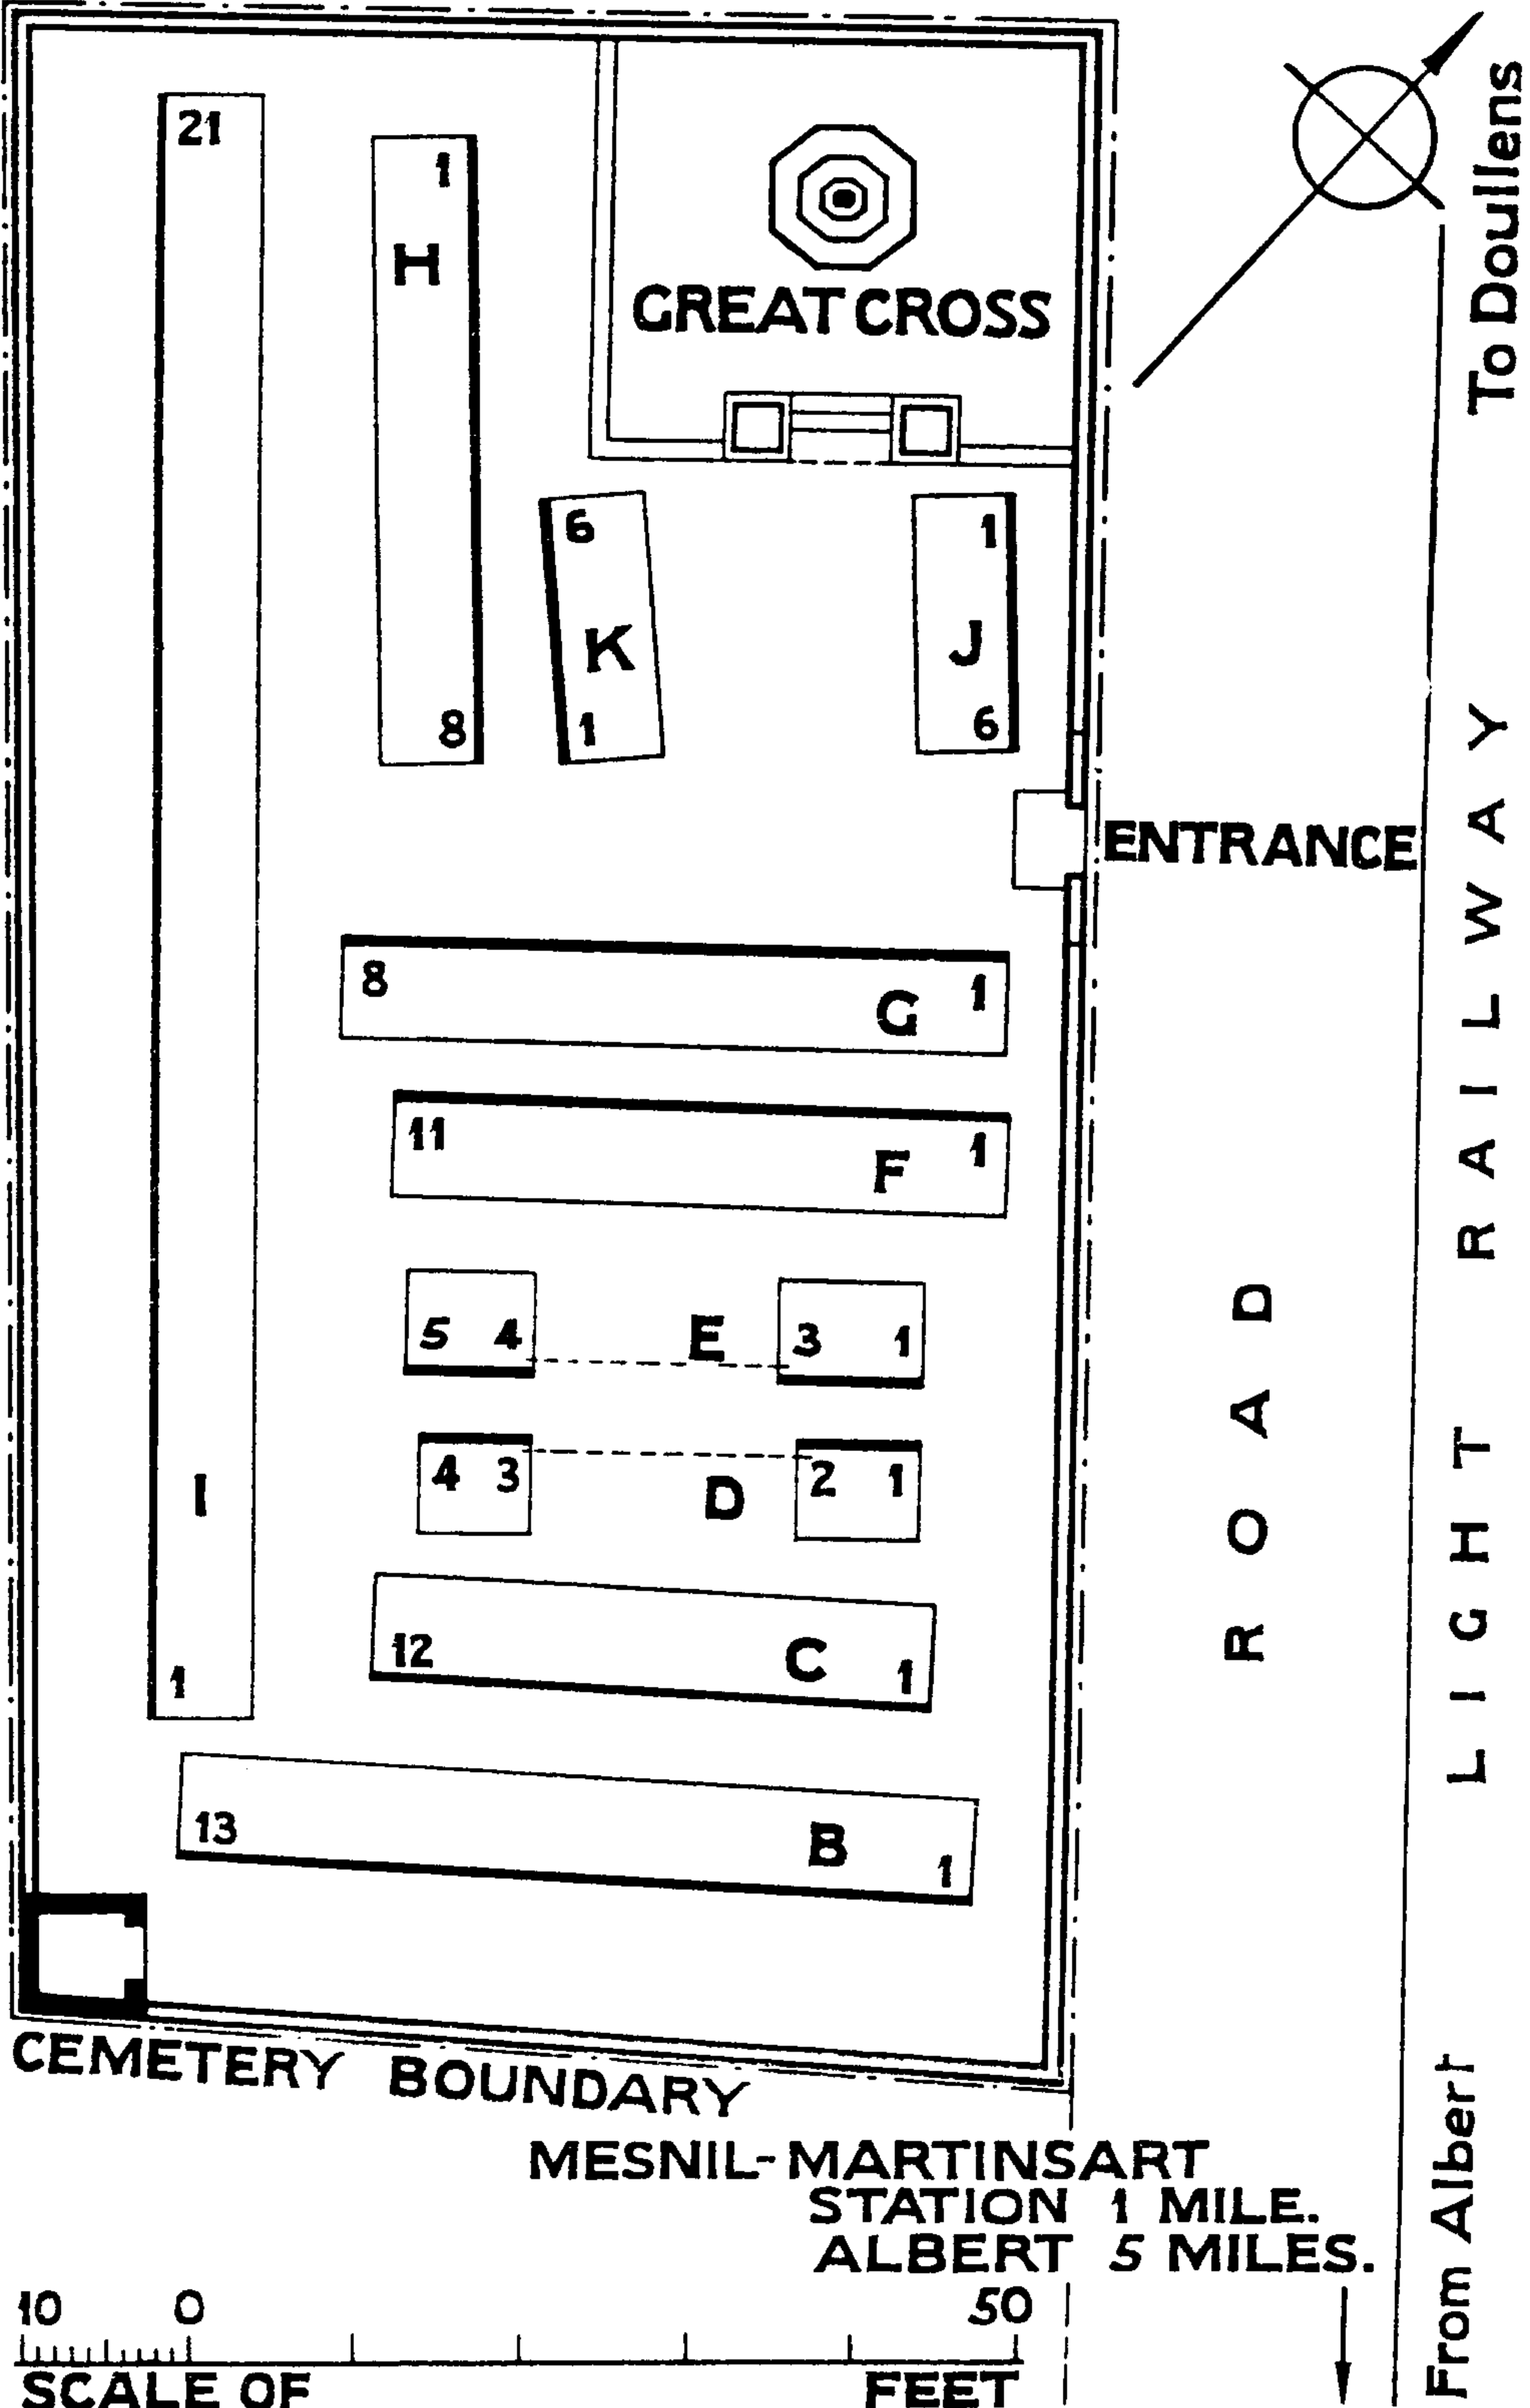 21
1
H
GREAT CROSS
To Doullens
6
K
1
8
1
J
6
ENTRANCE
8 G 1
11 F 1
5 4 E 3 1
4 3 D 2 1
I
1
12 C 1
13 B 1
ROAD
LIGHT RAILWAY
From Albert
CEMETERY BOUNDARY
MESNIL-MARTINSART
STATION 1 MILE.
ALBERT 5 MILES.
10 0 50
SCALE OF FEET